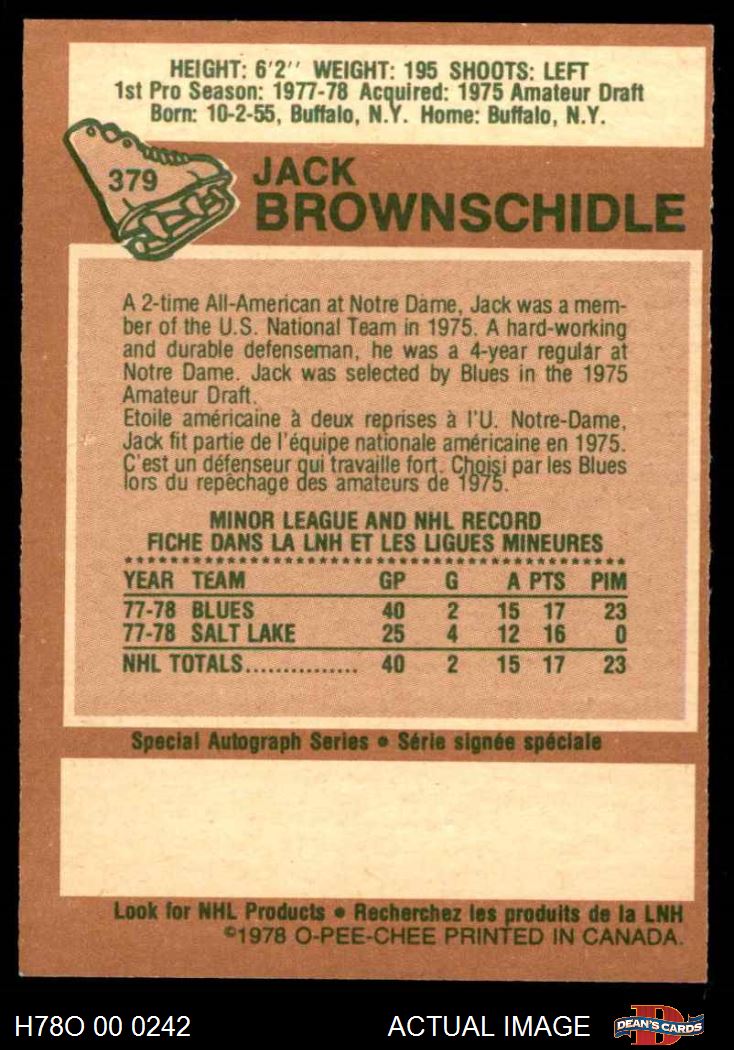 HEIGHT: 6'2'' WEIGHT: 195 SHOOTS: LEFT
1st Pro Season: 1977-78 Acquired: 1975 Amateur Draft
Born: 10-2-55, Buffalo, N.Y. Home: Buffalo, N.Y.
379
JACK
BROWNSCHIDLE
A 2-time All-American at Notre Dame, Jack was a mem-
ber of the U.S. National Team in 1975. A hard-working
and durable defenseman, he was a 4-year regular at
Notre Dame. Jack was selected by Blues in the 1975
Amateur Draft.
Etoile américaine à deux reprises à l'U. Notre-Dame,
Jack fit partie de l'équipe nationale américaine en 1975.
C'est un défenseur qui travaille fort. Choisi par les Blues
lors du repêchage des amateurs de 1975.
MINOR LEAGUE AND NHL RECORD
FICHE DANS LA LNH ET LES LIGUES MINEURES
YEAR TEAM GP G A PTS PIM
77-78 BLUES 40 2 15 17 23
77-78 SALT LAKE 25 4 12 16 0
NHL TOTALS............... 40 2 15 17 23
Special Autograph Series • Série signée spéciale
Look for NHL Products • Recherchez les produits de la LNH
©1978 O-PEE-CHEE PRINTED IN CANADA.
H78O 00 0242 ACTUAL IMAGE D DEAN'S CARDS